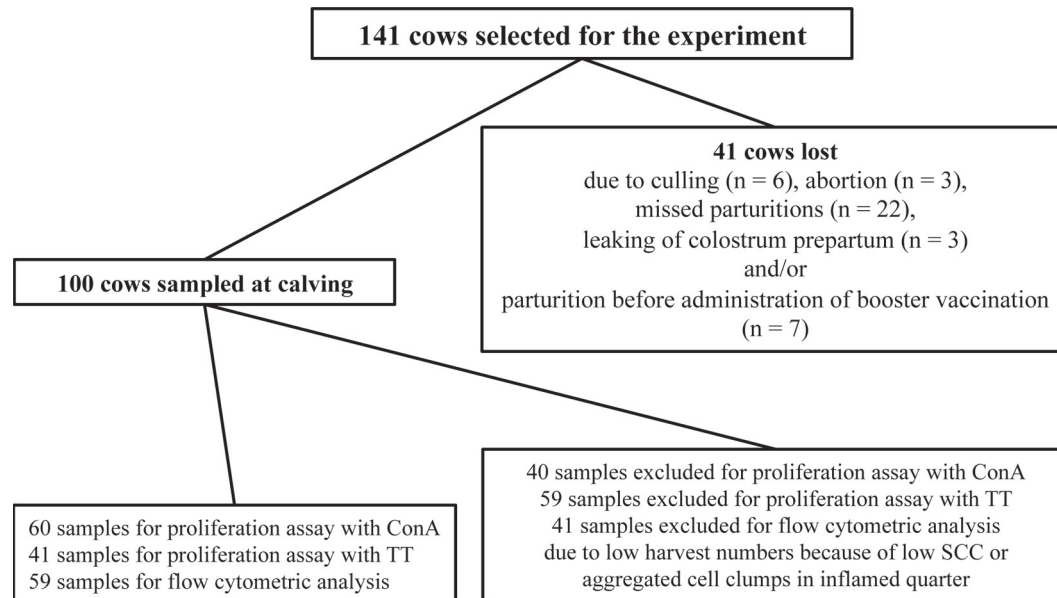 141 cows selected for the experiment
41 cows lost
due to culling (n = 6), abortion (n = 3),
missed parturitions (n = 22),
leaking of colostrum prepartum (n = 3)
and/or
parturition before administration of booster vaccination
(n = 7)
100 cows sampled at calving
60 samples for proliferation assay with ConA
41 samples for proliferation assay with TT
59 samples for flow cytometric analysis
40 samples excluded for proliferation assay with ConA
59 samples excluded for proliferation assay with TT
41 samples excluded for flow cytometric analysis
due to low harvest numbers because of low SCC or
aggregated cell clumps in inflamed quarter